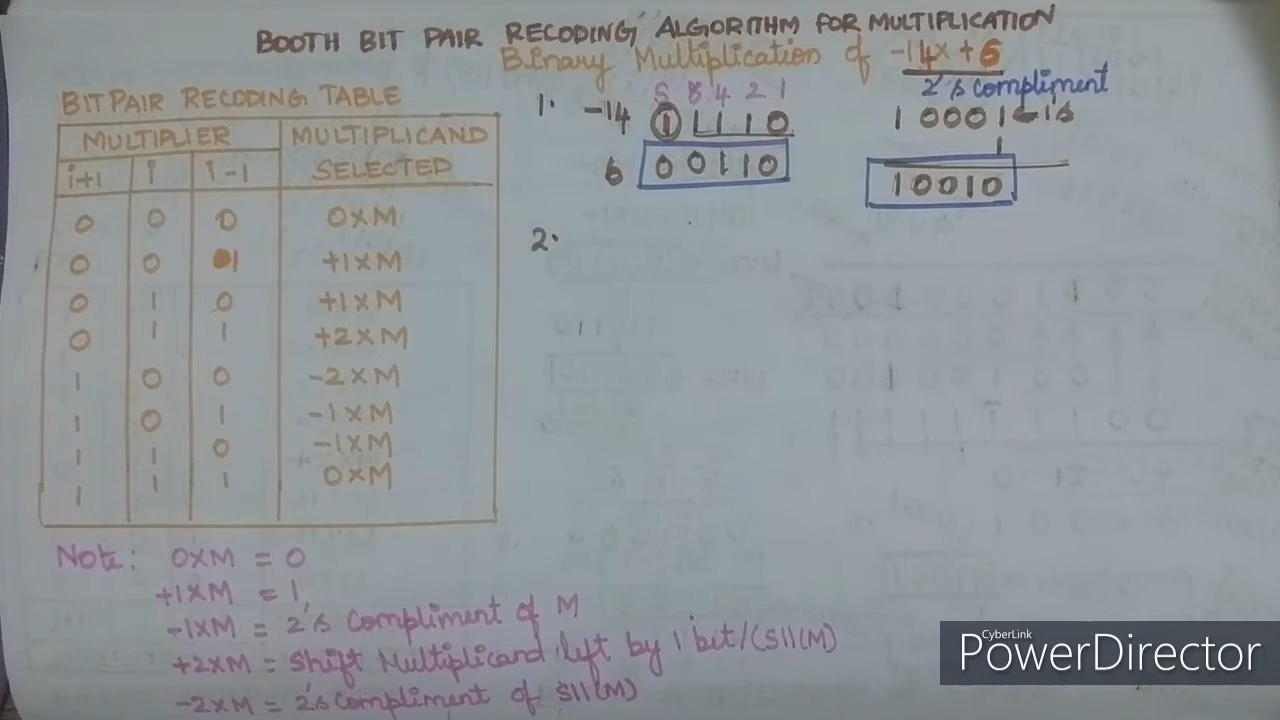 BOOTH BIT PAIR RECODING ALGORITHM FOR MULTIPLICATION
Binary Multiplication of -14 x +6
BIT PAIR RECODING TABLE
MULTIPLIER MULTIPLICAND SELECTED
i+1 i i-1
0 0 0 0XM
0 0 1 +1XM
0 1 0 +1XM
0 1 1 +2XM
1 0 0 -2XM
1 0 1 -1XM
1 1 0 -1XM
1 1 1 0XM
Note: 0XM = 0
+1XM = 1
-1XM = 2's Compliment of M
+2XM = Shift Multiplicand left by 1 bit/(Sll(M)
-2XM = 2's Compliment of Sll(M)
1. -14 1 1 1 1 0
S 8 4 2 1
6 0 0 1 1 0
2.
2's compliment
1 0 0 0 1
1
1 0 0 1 0
CyberLink
PowerDirector